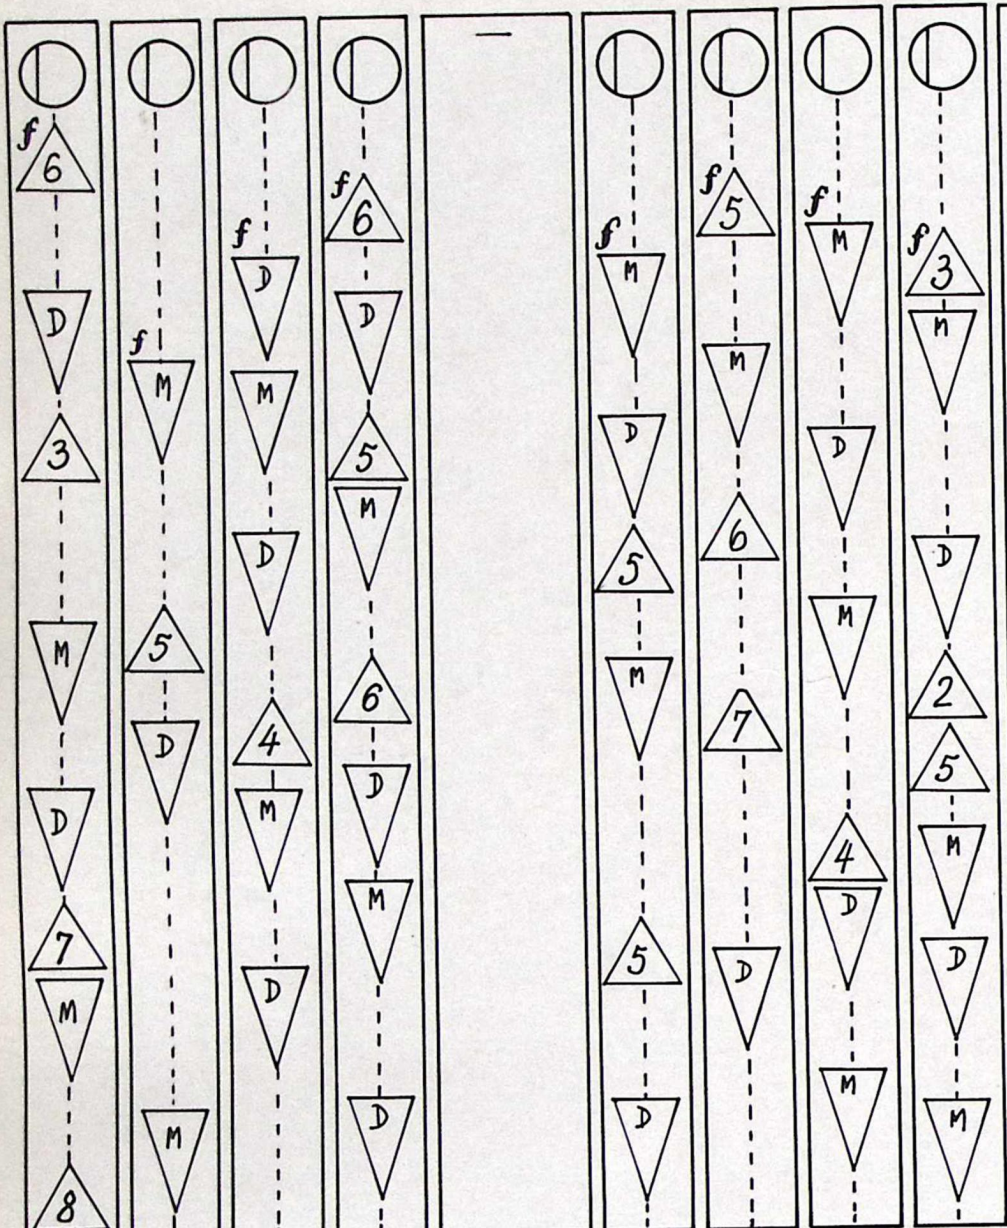 f 6 D 3 M D 7 M 8
f M 5 D M
f D M D 4 M D
f 6 D 5 M 6 D M D
—
f M D 5 M 5 D
f 5 M 6 7 D
f M D M 4 D M
f 3 M D 2 5 M D M